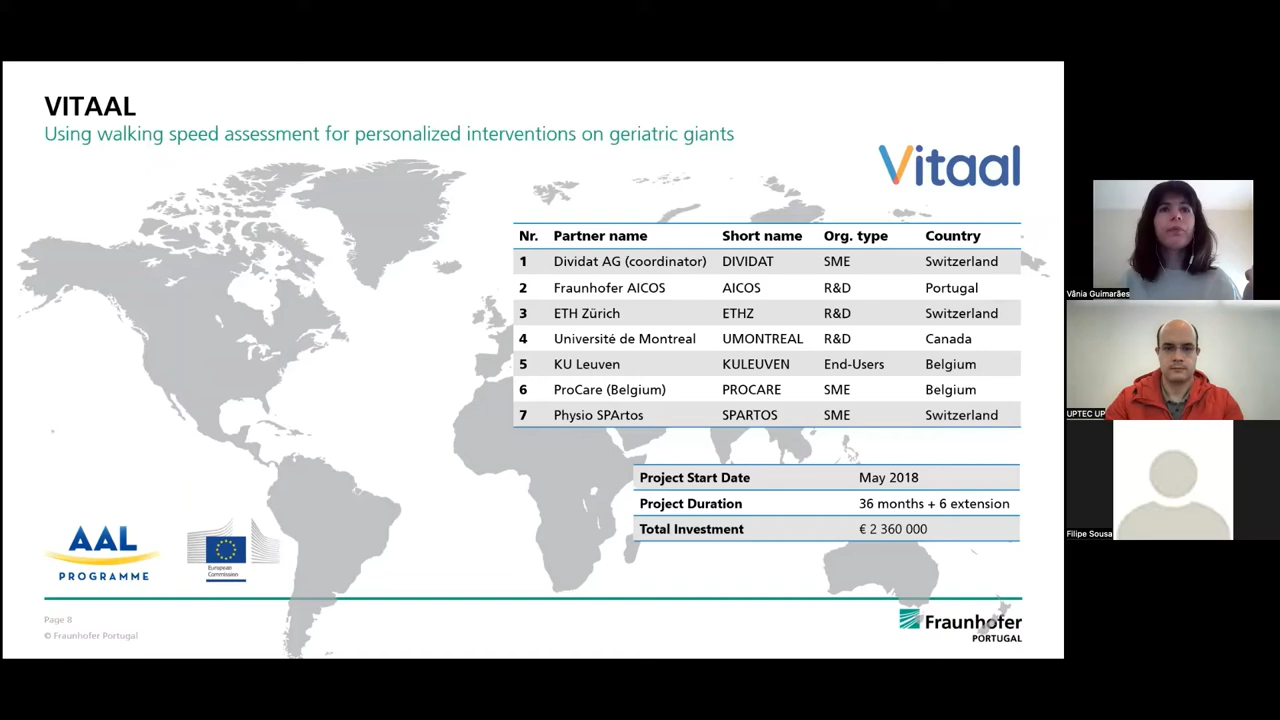 VITAAL
Using walking speed assessment for personalized interventions on geriatric giants
Vitaal
Nr. Partner name Short name Org. type Country
1 Dividat AG (coordinator) DIVIDAT SME Switzerland
2 Fraunhofer AICOS AICOS R&D Portugal
3 ETH Zürich ETHZ R&D Switzerland
4 Université de Montreal UMONTREAL R&D Canada
5 KU Leuven KULEUVEN End-Users Belgium
6 ProCare (Belgium) PROCARE SME Belgium
7 Physio SPArtos SPARTOS SME Switzerland
Project Start Date May 2018
Project Duration 36 months + 6 extension
Total Investment € 2 360 000
AAL
PROGRAMME
European
Commission
Page 8
© Fraunhofer Portugal
Fraunhofer
PORTUGAL
Vânia Guimarães
UPTEC UP
Filipe Sousa